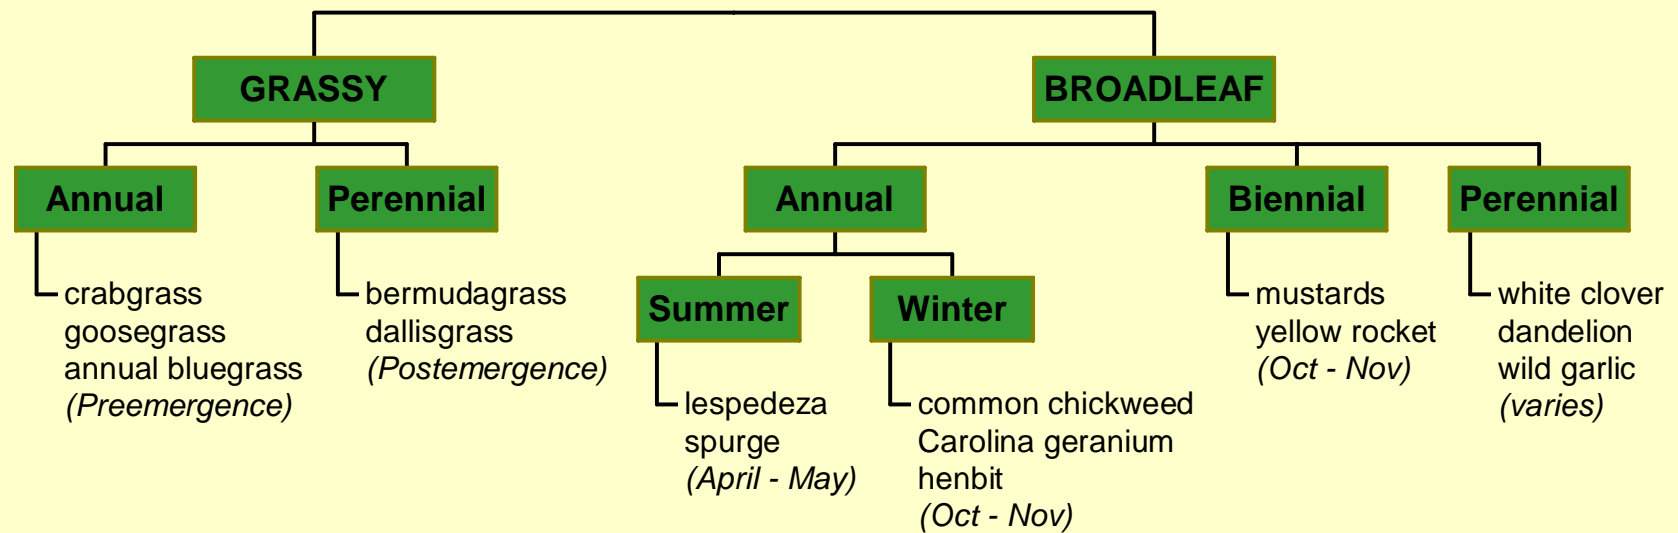 GRASSY
BROADLEAF
Annual
Perennial
Annual
Biennial
Perennial
crabgrass
goosegrass
annual bluegrass
(Preemergence)
bermudagrass
dallisgrass
(Postemergence)
Summer
Winter
mustards
yellow rocket
(Oct - Nov)
white clover
dandelion
wild garlic
(varies)
lespedeza
spurge
(April - May)
common chickweed
Carolina geranium
henbit
(Oct - Nov)